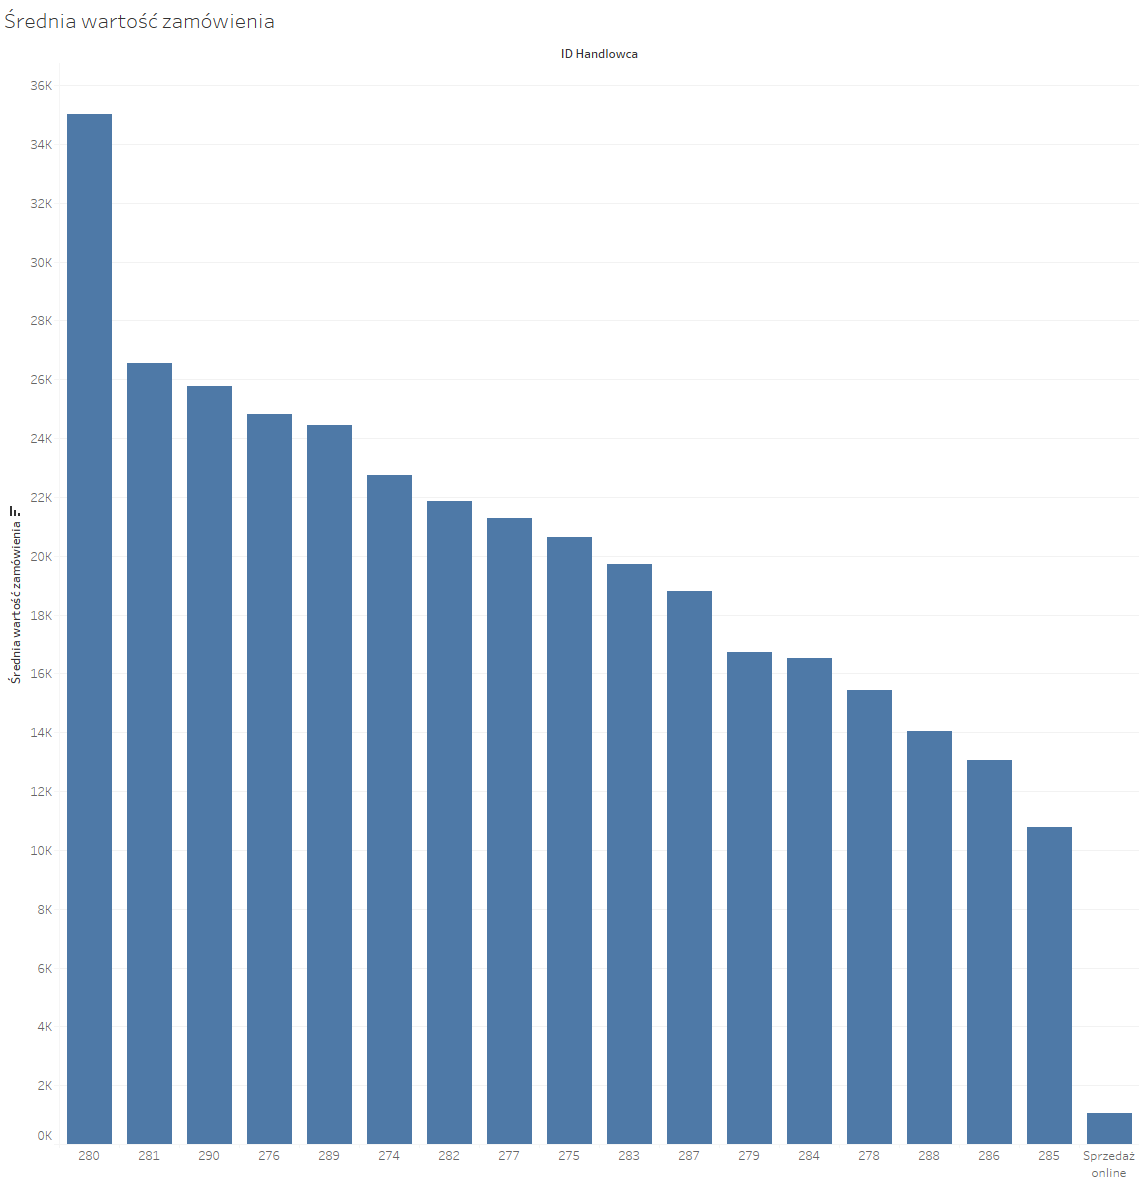 Średnia wartość zamówienia
ID Handlowca
36K
34K
32K
30K
28K
26K
24K
22K
20K
18K
16K
14K
12K
10K
8K
6K
4K
2K
0K
Średnia wartość zamówienia
280 281 290 276 289 274 282 277 275 283 287 279 284 278 288 286 285 Sprzedaż
online